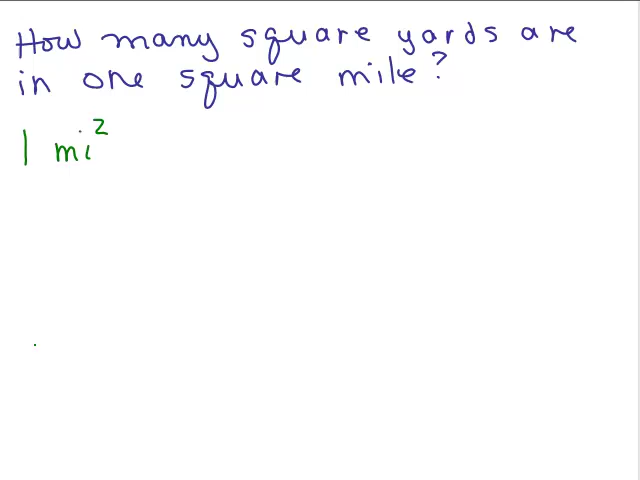 How many square yards are
in one square mile?
1 mi²